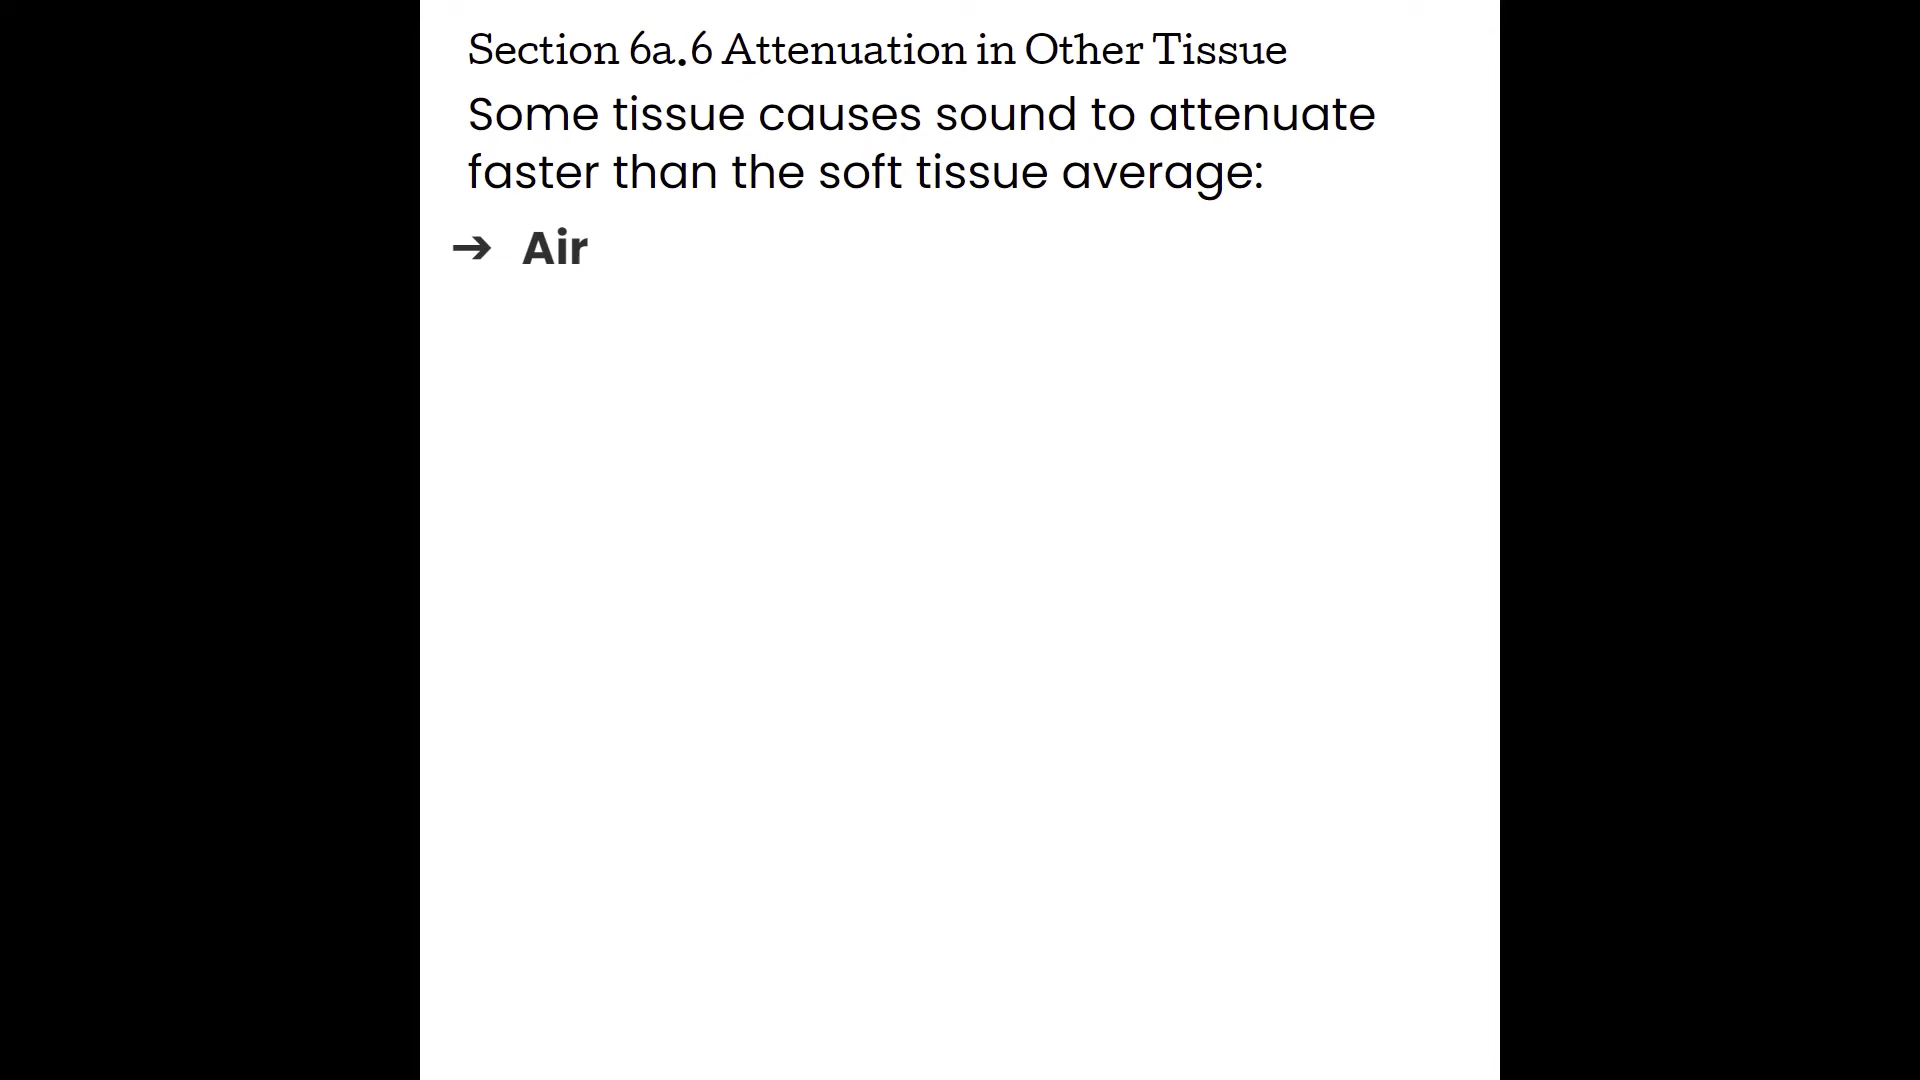 Section 6a.6 Attenuation in Other Tissue
Some tissue causes sound to attenuate
faster than the soft tissue average:
➔ Air